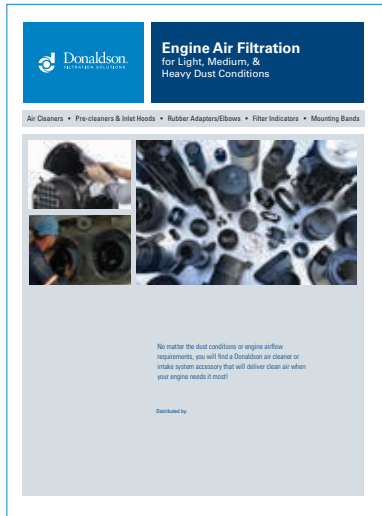 Donaldson.
FILTRATION SOLUTIONS
Engine Air Filtration
for Light, Medium, &
Heavy Dust Conditions
Air Cleaners • Pre-cleaners & Inlet Hoods • Rubber Adapters/Elbows • Filter Indicators • Mounting Bands
No matter the dust conditions or engine airflow
requirements, you will find a Donaldson air cleaner or
intake system accessory that will deliver clean air when
your engine needs it most!
Distributed by: